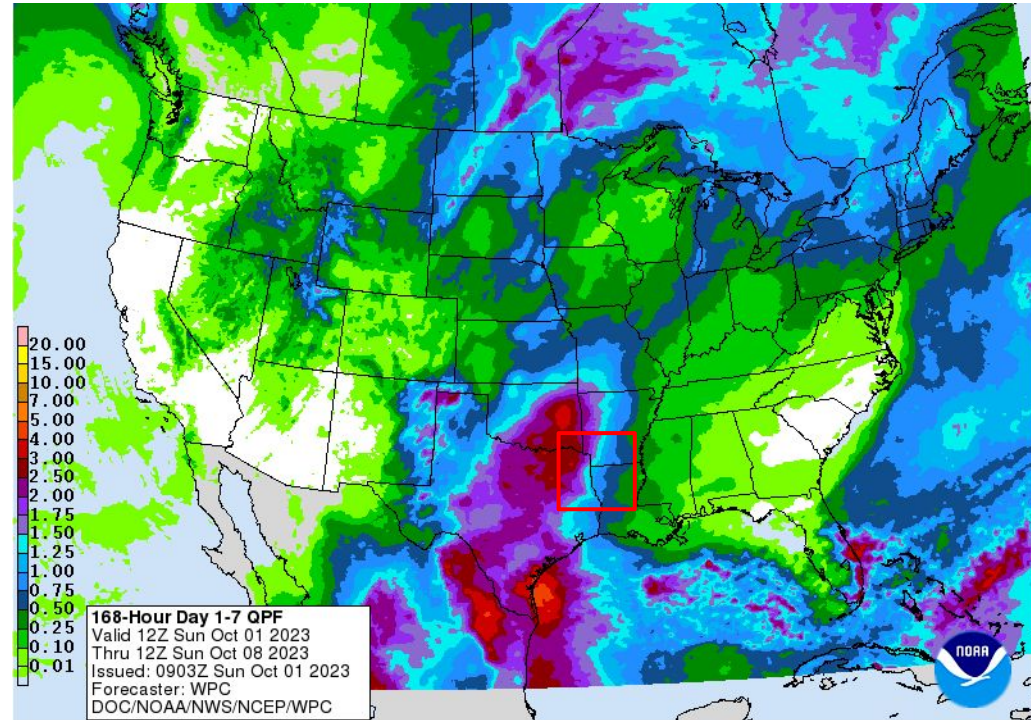 20.00
15.00
10.00
7.00
5.00
4.00
3.00
2.50
2.00
1.75
1.50
1.25
1.00
0.75
0.50
0.25
0.10
0.01
168-Hour Day 1-7 QPF
Valid 12Z Sun Oct 01 2023
Thru 12Z Sun Oct 08 2023
Issued: 0903Z Sun Oct 01 2023
Forecaster: WPC
DOC/NOAA/NWS/NCEP/WPC
NOAA